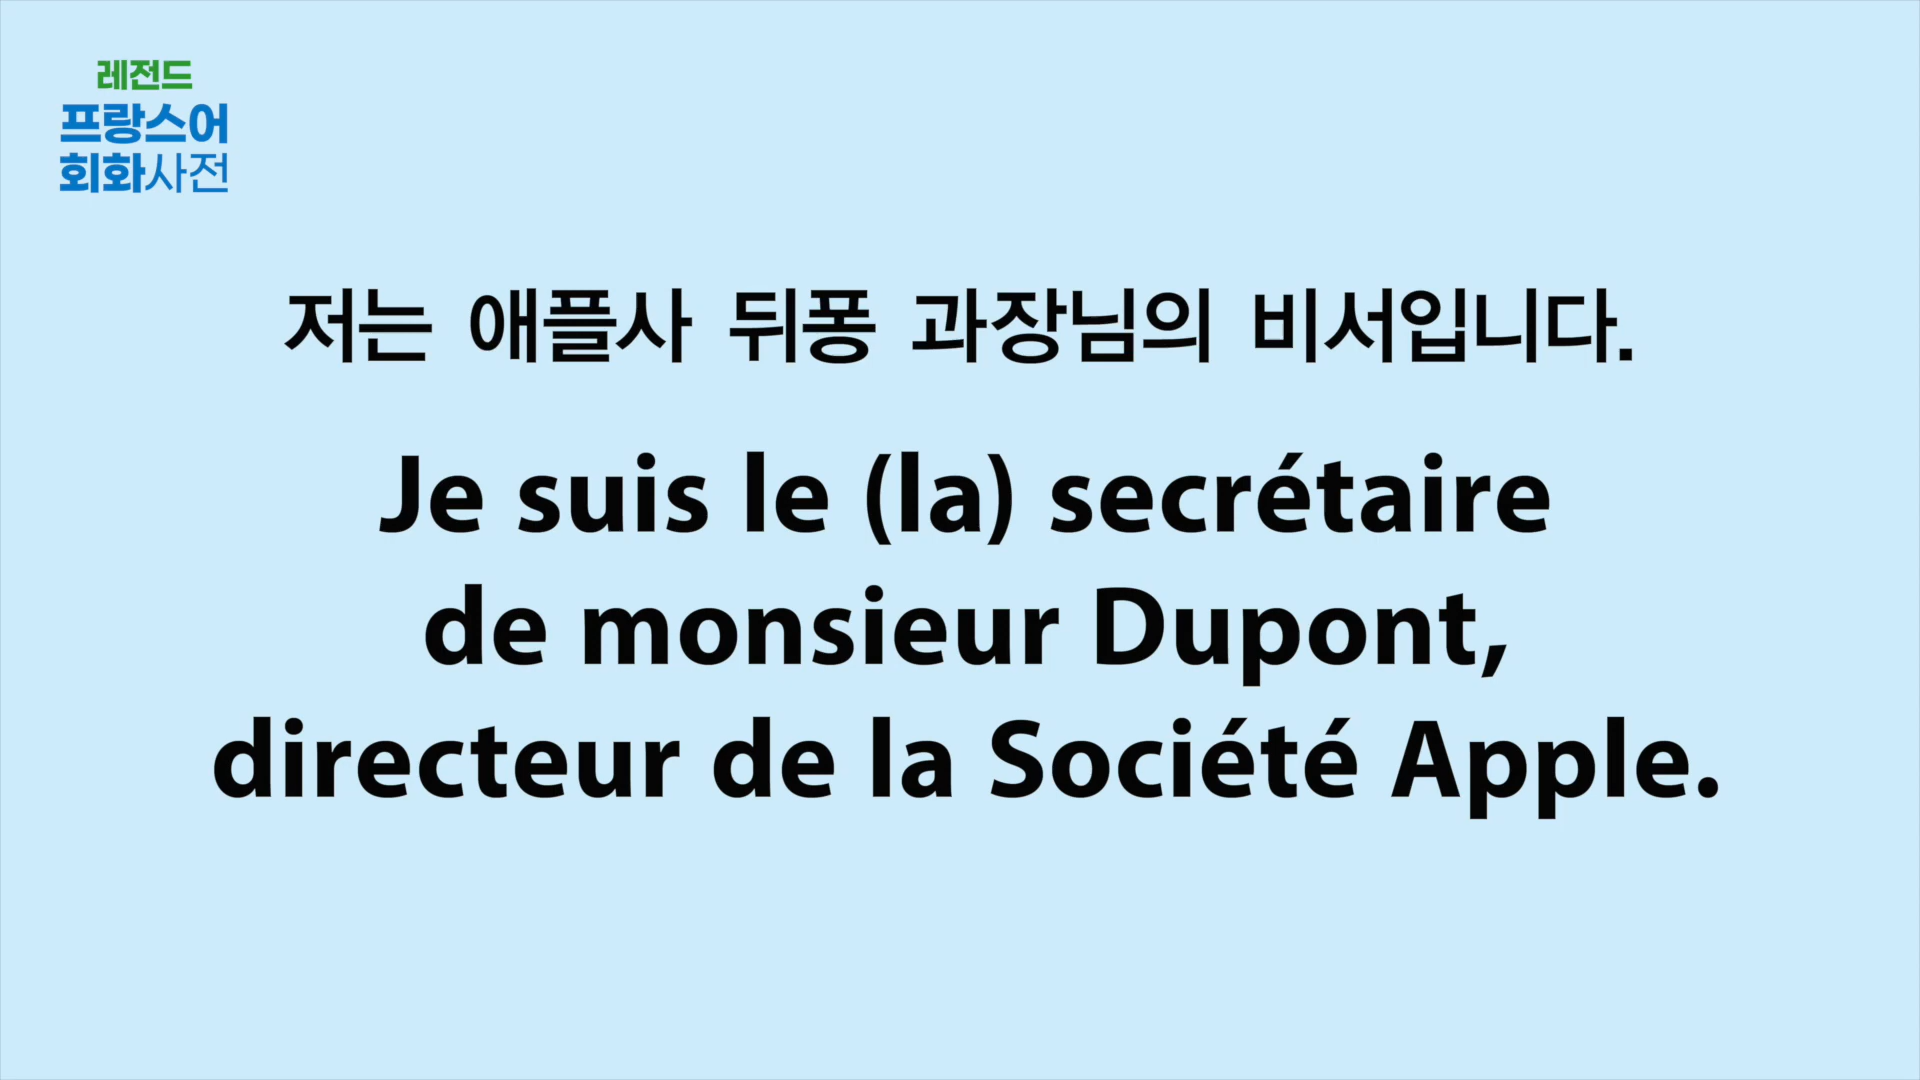 레전드
프랑스어
회화사전
저는 애플사 뒤퐁 과장님의 비서입니다.
Je suis le (la) secrétaire
de monsieur Dupont,
directeur de la Société Apple.